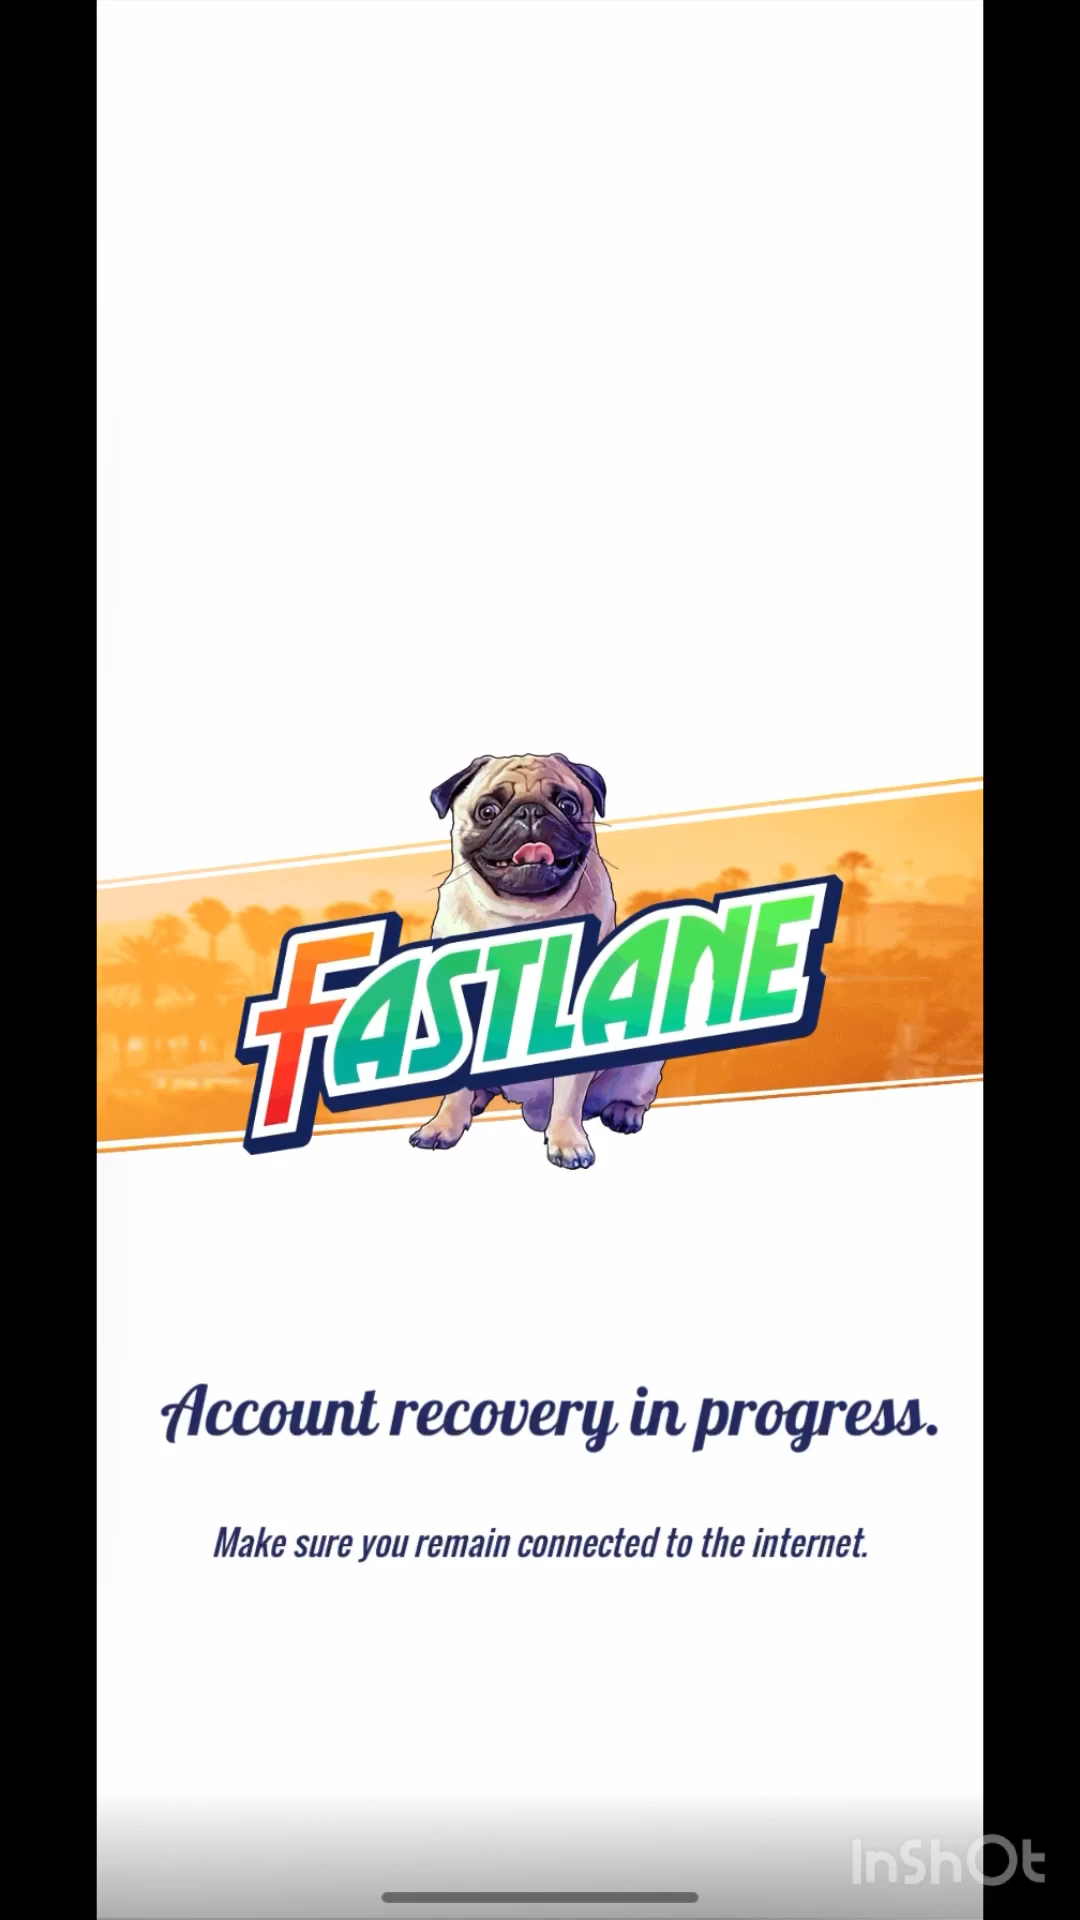 FASTLANE
Account recovery in progress.
Make sure you remain connected to the internet.
InShOt